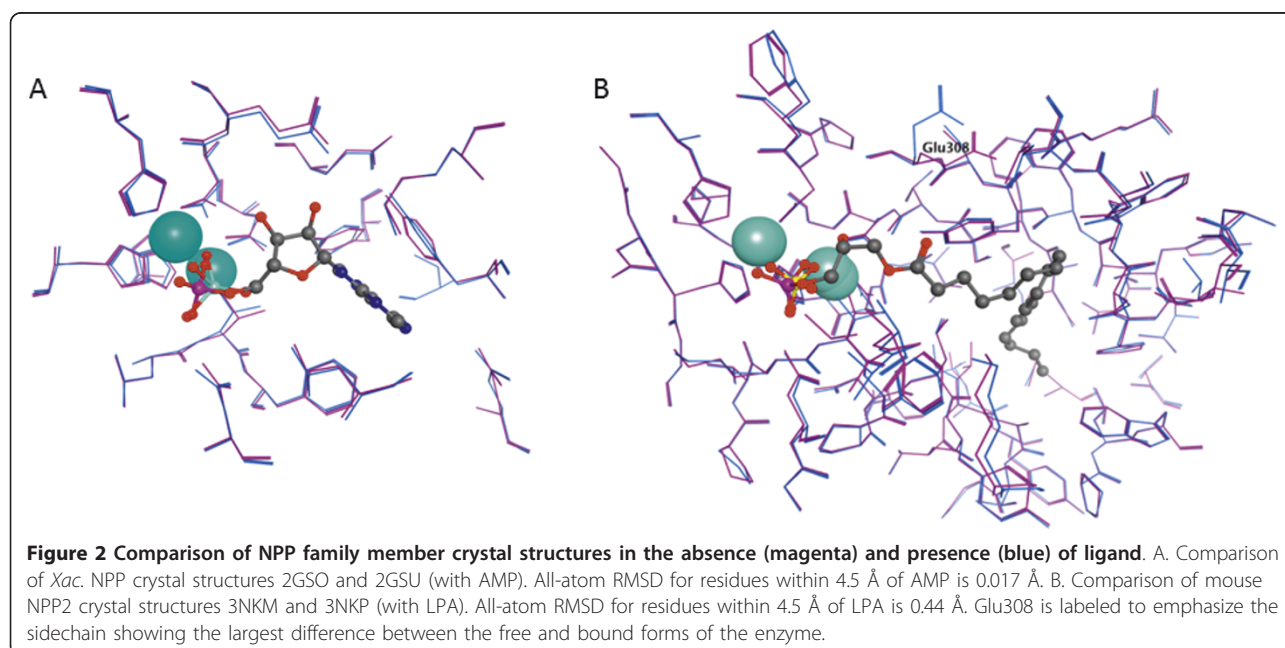 A
B
Glu308
Figure 2 Comparison of NPP family member crystal structures in the absence (magenta) and presence (blue) of ligand. A. Comparison
of Xac. NPP crystal structures 2GSO and 2GSU (with AMP). All-atom RMSD for residues within 4.5 Å of AMP is 0.017 Å. B. Comparison of mouse
NPP2 crystal structures 3NKM and 3NKP (with LPA). All-atom RMSD for residues within 4.5 Å of LPA is 0.44 Å. Glu308 is labeled to emphasize the
sidechain showing the largest difference between the free and bound forms of the enzyme.